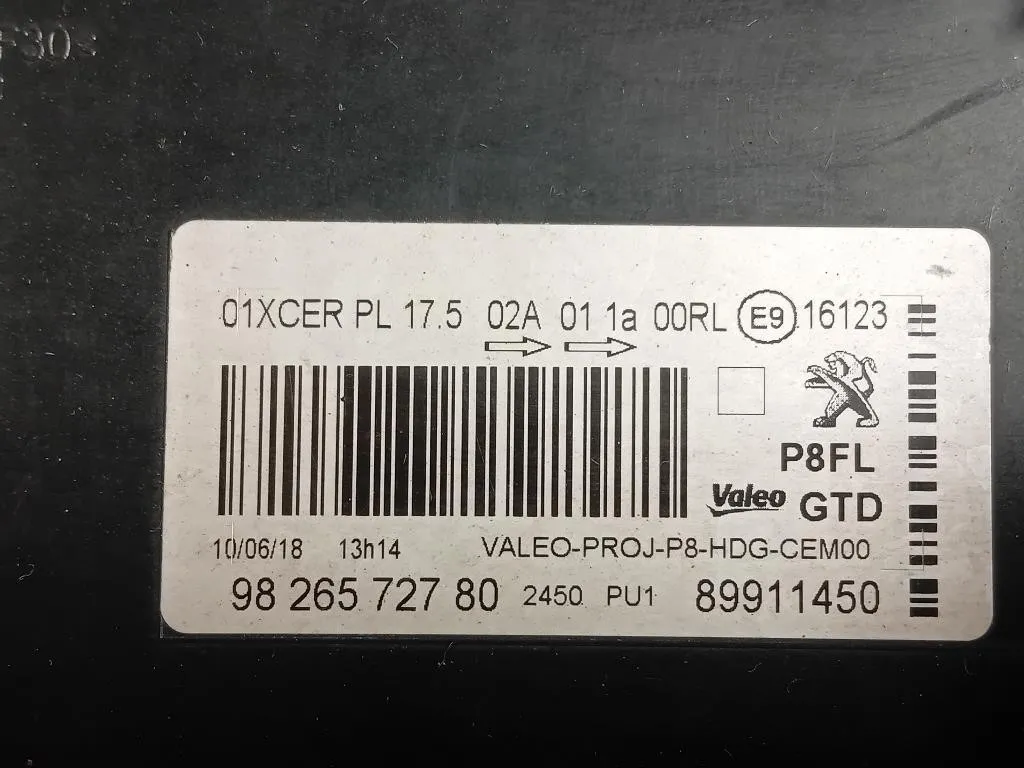 01XCER PL 17.5 02A 01 1a 00RL E9 16123
P8FL
Valeo GTD
10/06/18 13h14 VALEO-PROJ-P8-HDG-CEM00
98 265 727 80 2450 PU1 89911450